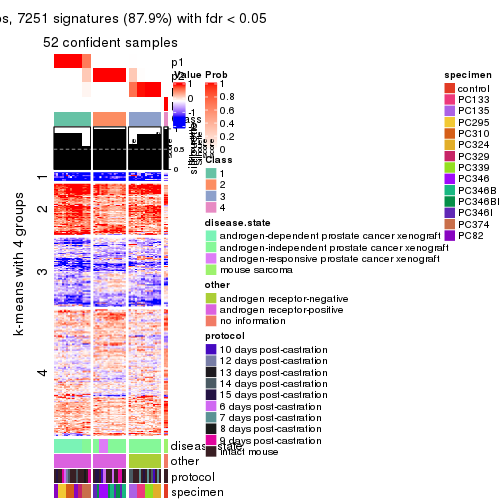 os, 7251 signatures (87.9%) with fdr < 0.05
52 confident samples
p1
p2
Value
1
0
-1
Prob
1
0.8
0.6
0.4
0.2
0
Class
1
2
3
4
disease.state
androgen-dependent prostate cancer xenograft
androgen-independent prostate cancer xenograft
androgen-responsive prostate cancer xenograft
mouse sarcoma
other
androgen receptor-negative
androgen receptor-positive
no information
protocol
10 days post-castration
12 days post-castration
13 days post-castration
14 days post-castration
15 days post-castration
6 days post-castration
7 days post-castration
8 days post-castration
9 days post-castration
intact mouse
specimen
control
PC133
PC135
PC295
PC310
PC324
PC329
PC339
PC346
PC346B
PC346BI
PC346I
PC374
PC82
1
0.5
0
k-means with 4 groups
1
2
3
4
disease.state
other
protocol
specimen